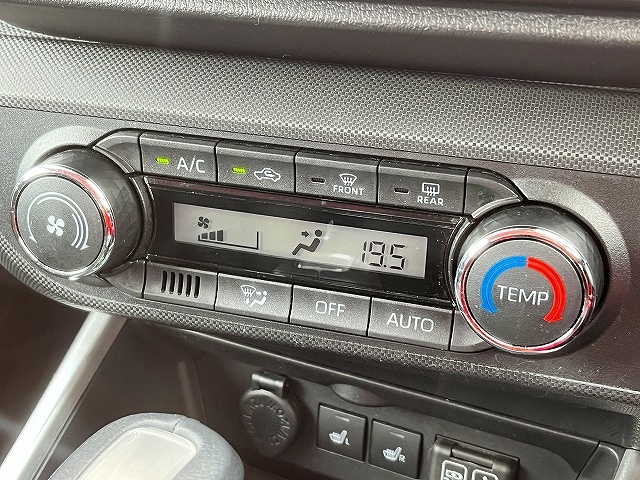 A/C
FRONT
REAR
19.5
TEMP
OFF
AUTO
L
R